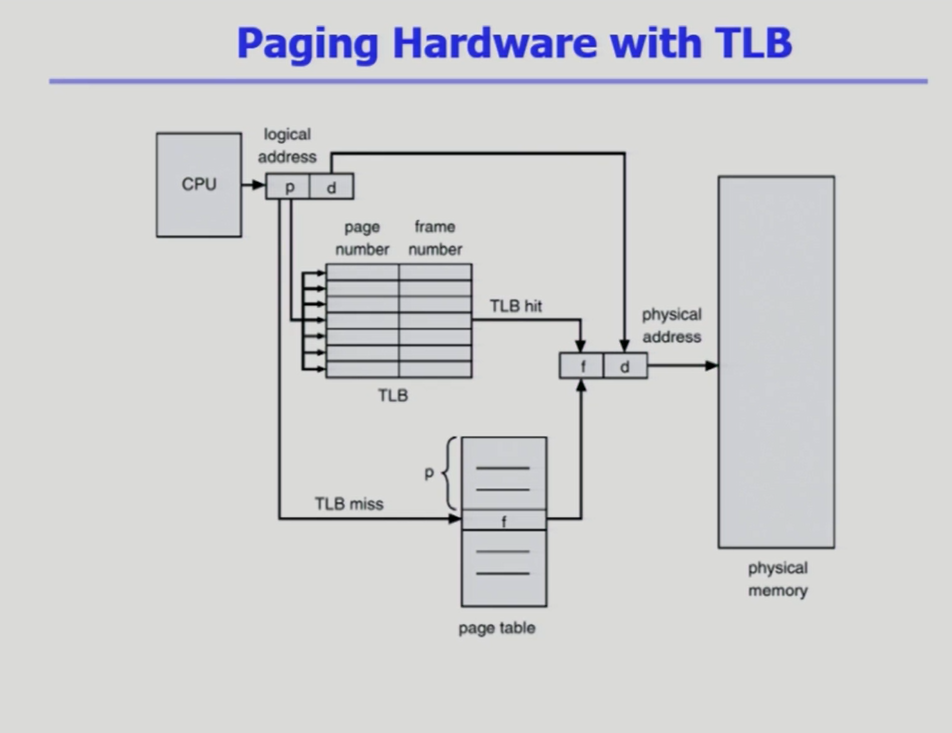 Paging Hardware with TLB
logical
address
CPU
p
d
page
number
frame
number
TLB hit
physical
address
f
d
TLB
p
TLB miss
f
page table
physical
memory